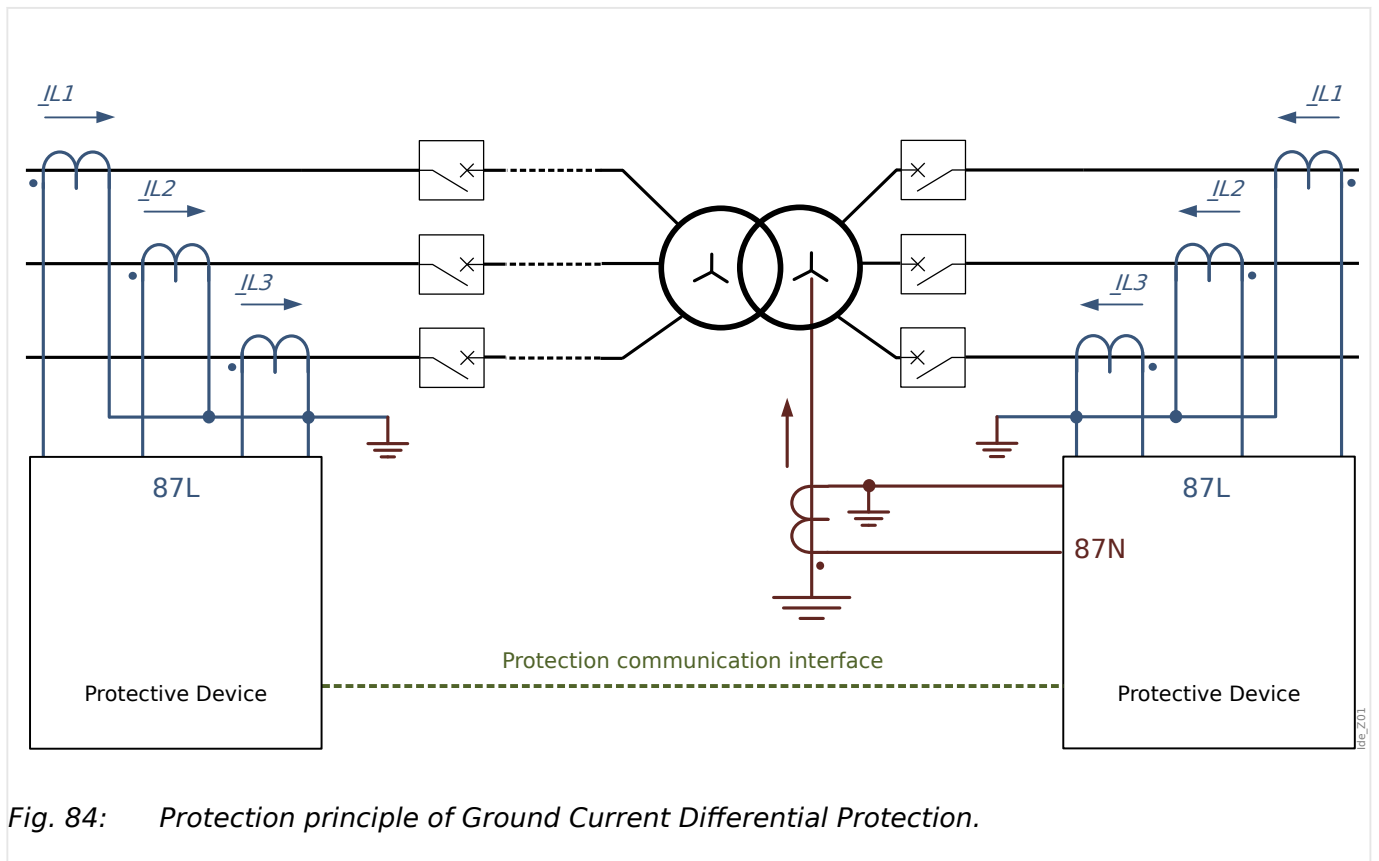 IL1
IL1
IL2
IL2
IL3
IL3
87L
87L
87N
Protection communication interface
Protective Device
Protective Device
Ide_Z01
Fig. 84: Protection principle of Ground Current Differential Protection.